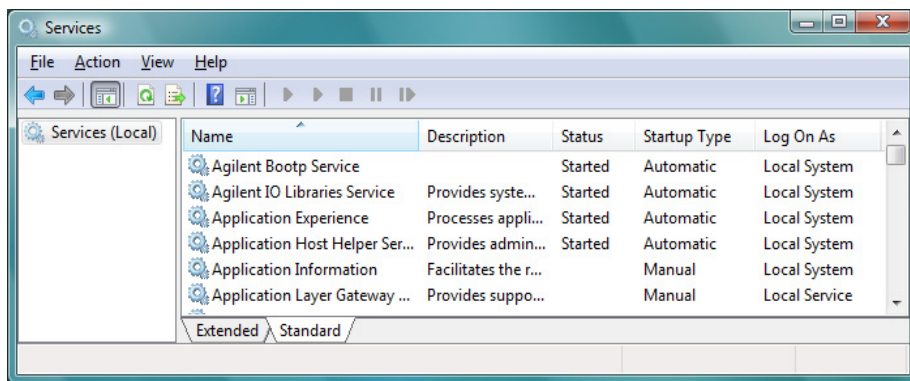 Services
File Action View Help
Services (Local)
Name Description Status Startup Type Log On As
Agilent Bootp Service Started Automatic Local System
Agilent IO Libraries Service Provides syste... Started Automatic Local System
Application Experience Processes appli... Started Automatic Local System
Application Host Helper Ser... Provides admin... Started Automatic Local System
Application Information Facilitates the r... Manual Local System
Application Layer Gateway ... Provides suppo... Manual Local Service
Extended Standard